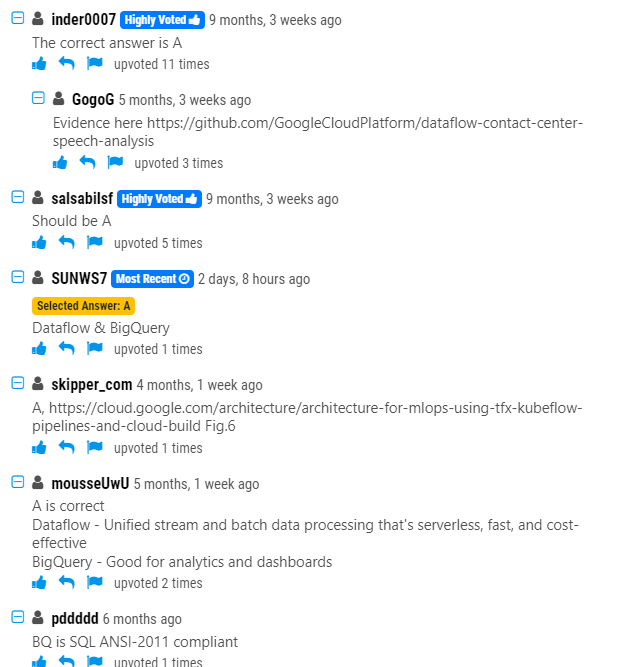 inder0007 Highly Voted 9 months, 3 weeks ago
The correct answer is A
upvoted 11 times
GogoG 5 months, 3 weeks ago
Evidence here https://github.com/GoogleCloudPlatform/dataflow-contact-center-
speech-analysis
upvoted 3 times
salsabilsf Highly Voted 9 months, 3 weeks ago
Should be A
upvoted 5 times
SUNWS7 Most Recent 2 days, 8 hours ago
Selected Answer: A
Dataflow & BigQuery
upvoted 1 times
skipper_com 4 months, 1 week ago
A, https://cloud.google.com/architecture/architecture-for-mlops-using-tfx-kubeflow-
pipelines-and-cloud-build Fig.6
upvoted 1 times
mousseUwU 5 months, 1 week ago
A is correct
Dataflow - Unified stream and batch data processing that's serverless, fast, and cost-
effective
BigQuery - Good for analytics and dashboards
upvoted 2 times
pddddd 6 months ago
BQ is SQL ANSI-2011 compliant
upvoted 1 times